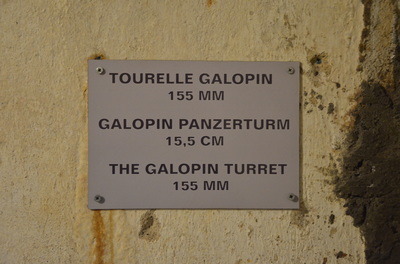 TOURELLE GALOPIN
155 MM
GALOPIN PANZERTURM
15,5 CM
THE GALOPIN TURRET
155 MM